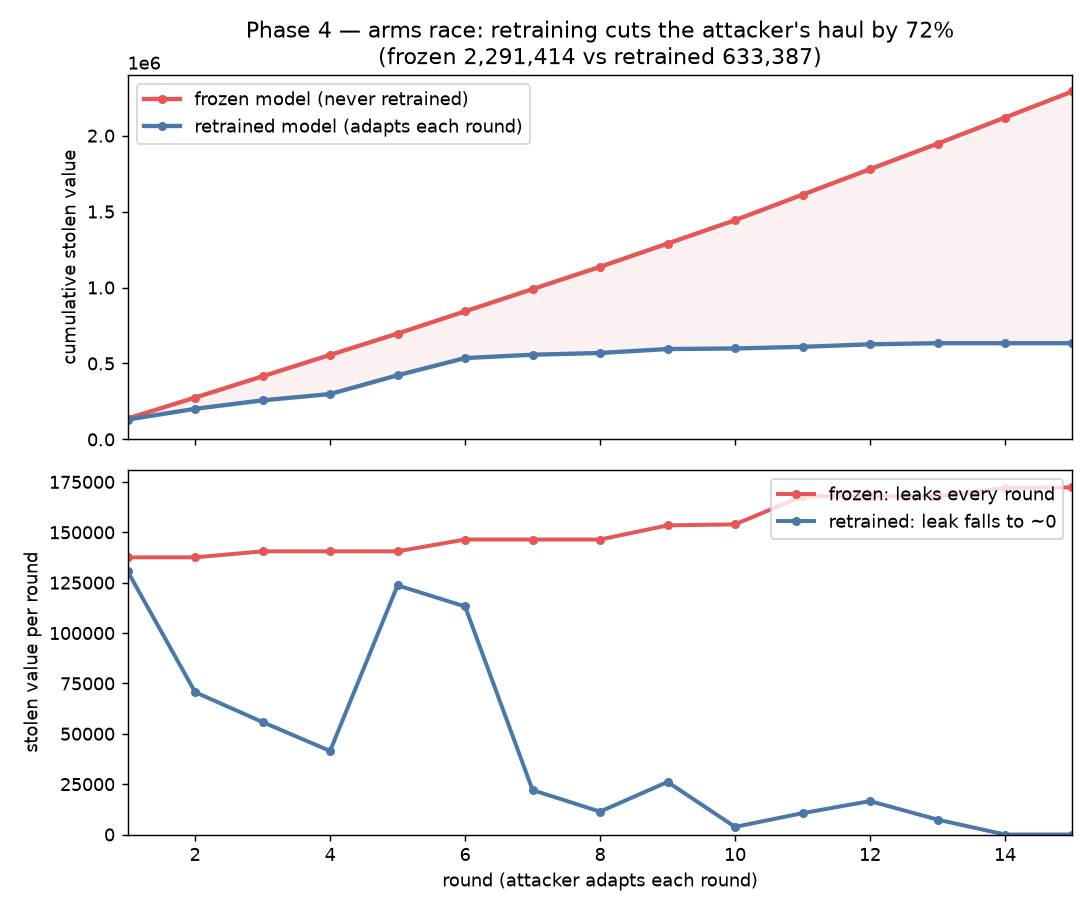 Phase 4 — arms race: retraining cuts the attacker's haul by 72%
(frozen 2,291,414 vs retrained 633,387)
1e6
frozen model (never retrained)
retrained model (adapts each round)
2.0
1.5
1.0
0.5
0.0
cumulative stolen value
175000
150000
125000
100000
75000
50000
25000
0
stolen value per round
frozen: leaks every round
retrained: leak falls to ~0
2 4 6 8 10 12 14
round (attacker adapts each round)